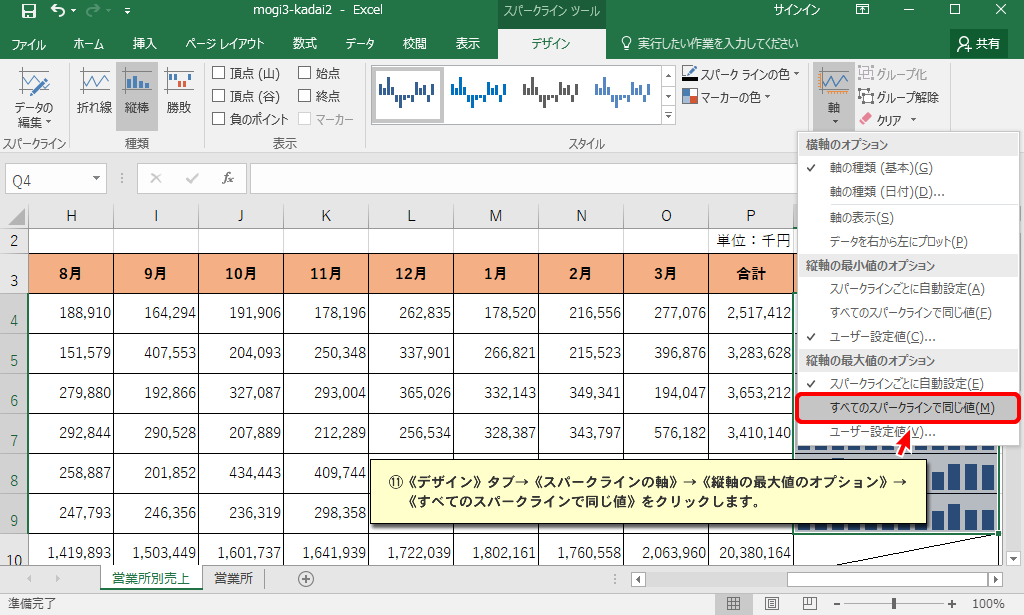 mogi3-kadai2 - Excel
スパークライン ツール
サインイン
ファイル ホーム 挿入 ページ レイアウト 数式 データ 校閲 表示 デザイン 実行したい作業を入力してください 共有
データの
編集
スパークライン
折れ線 縦棒 勝敗
種類
頂点 (山) 始点
頂点 (谷) 終点
負のポイント マーカー
表示
スタイル
スパークラインの色
マーカーの色
軸
グループ化
グループ解除
クリア
横軸のオプション
軸の種類 (基本)(G)
軸の種類 (日付)(D)...
軸の表示(S)
データを右から左にプロット(P)
縦軸の最小値のオプション
スパークラインごとに自動設定(A)
すべてのスパークラインで同じ値(F)
ユーザー設定値(C)...
縦軸の最大値のオプション
スパークラインごとに自動設定(E)
すべてのスパークラインで同じ値(M)
ユーザー設定値(V)...
Q4 fx
H I J K L M N O P
2 単位：千円
3 8月 9月 10月 11月 12月 1月 2月 3月 合計
4 188,910 164,294 191,906 178,196 262,835 178,520 216,556 277,076 2,517,412
5 151,579 407,553 204,093 250,348 337,901 266,821 215,523 396,876 3,283,628
6 279,880 192,866 327,087 293,004 365,026 332,143 349,341 194,047 3,653,212
7 292,844 290,528 207,889 212,289 256,534 328,387 343,797 576,182 3,410,140
8 258,887 201,852 434,443 409,744
9 247,793 246,356 236,319 298,358
10 1,419,893 1,503,449 1,601,737 1,641,939 1,722,039 1,802,161 1,760,558 2,063,960 20,380,164
⑪《デザイン》タブ→《スパークラインの軸》→《縦軸の最大値のオプション》→
《すべてのスパークラインで同じ値》をクリックします。
営業所別売上 営業所
準備完了 100%